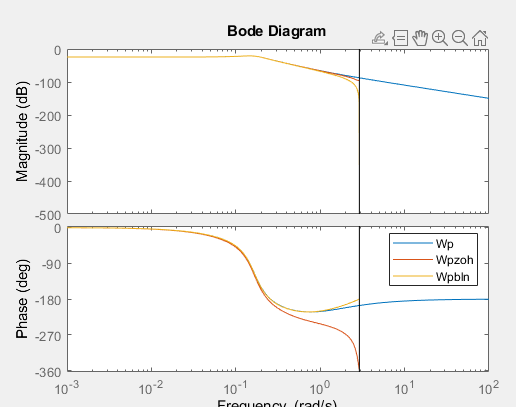 Bode Diagram
Magnitude (dB)
0
-100
-200
-300
-400
-500
Phase (deg)
0
-90
-180
-270
-360
Wp
Wpzoh
Wpbln
10^-3
10^-2
10^-1
10^0
10^1
10^2
Frequency (rad/s)